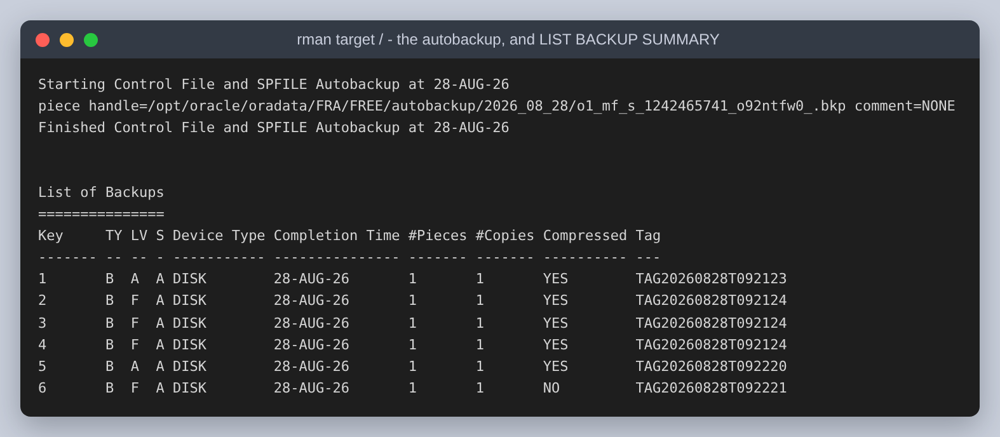 rman target / - the autobackup, and LIST BACKUP SUMMARY
Starting Control File and SPFILE Autobackup at 28-AUG-26
piece handle=/opt/oracle/oradata/FRA/FREE/autobackup/2026_08_28/o1_mf_s_1242465741_o92ntfw0_.bkp comment=NONE
Finished Control File and SPFILE Autobackup at 28-AUG-26
List of Backups
===============
Key     TY LV S Device Type Completion Time #Pieces #Copies Compressed Tag
------- -- -- - ----------- --------------- ------- ------- ---------- ---
1       B  A  A DISK        28-AUG-26       1       1       YES        TAG20260828T092123
2       B  F  A DISK        28-AUG-26       1       1       YES        TAG20260828T092124
3       B  F  A DISK        28-AUG-26       1       1       YES        TAG20260828T092124
4       B  F  A DISK        28-AUG-26       1       1       YES        TAG20260828T092124
5       B  A  A DISK        28-AUG-26       1       1       YES        TAG20260828T092220
6       B  F  A DISK        28-AUG-26       1       1       NO         TAG20260828T092221